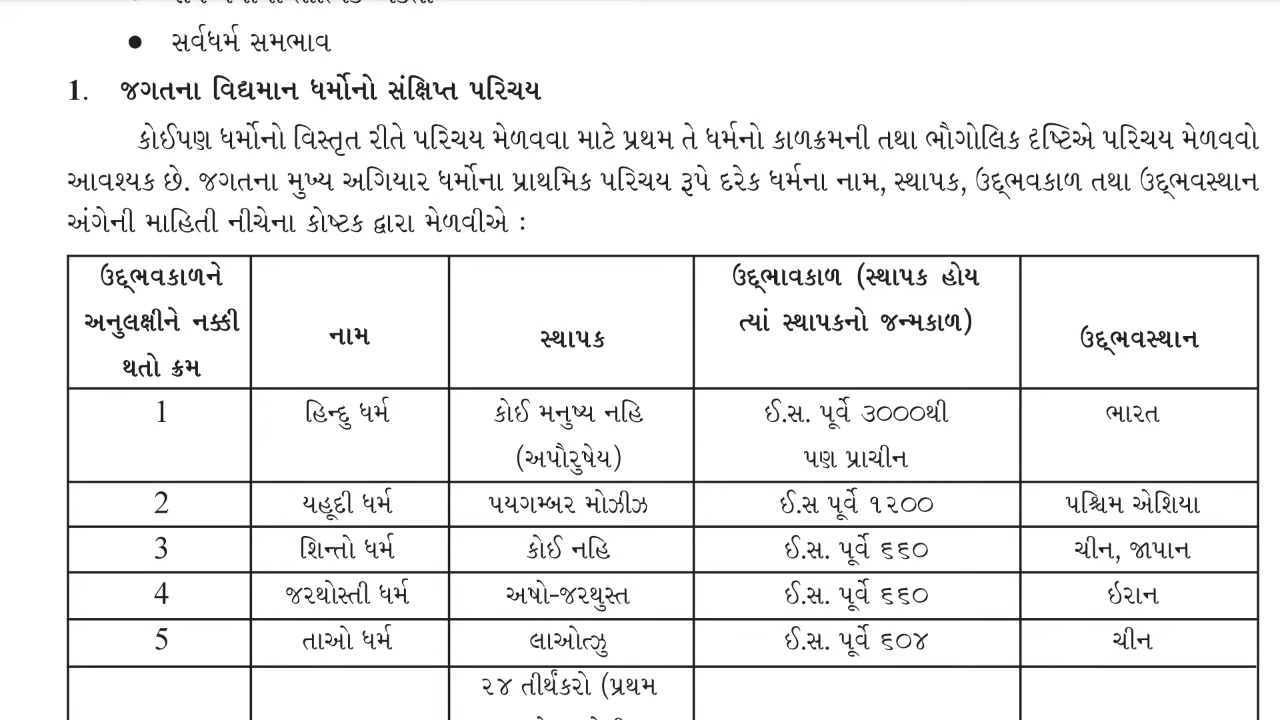 • સર્વધર્મ સમભાવ
1. જગતના વિદ્યમાન ધર્મોનો સંક્ષિપ્ત પરિચય
કોઈપણ ધર્મોનો વિસ્તૃત રીતે પરિચય મેળવવા માટે પ્રથમ તે ધર્મનો કાળક્રમની તથા ભૌગોલિક દૃષ્ટિએ પરિચય મેળવવો
આવશ્યક છે. જગતના મુખ્ય અગિયાર ધર્મોના પ્રાથમિક પરિચય રૂપે દરેક ધર્મના નામ, સ્થાપક, ઉદ્‌ભવકાળ તથા ઉદ્‌ભવસ્થાન
અંગેની માહિતી નીચેના કોષ્ટક દ્વારા મેળવીએ :
ઉદ્‌ભવકાળને
અનુલક્ષીને નક્કી
થતો ક્રમ
નામ
સ્થાપક
ઉદ્‌ભાવકાળ (સ્થાપક હોય
ત્યાં સ્થાપકનો જન્મકાળ)
ઉદ્‌ભવસ્થાન
1 હિન્દુ ધર્મ કોઈ મનુષ્ય નહિ ઈ.સ. પૂર્વે ૩૦૦૦થી ભારત
(અપૌરુષેય) પણ પ્રાચીન
2 યહૂદી ધર્મ પયગમ્બર મોઝીઝ ઈ.સ પૂર્વે ૧૨૦૦ પશ્ચિમ એશિયા
3 શિન્તો ધર્મ કોઈ નહિ ઈ.સ. પૂર્વે ૬૬૦ ચીન, જાપાન
4 જરથોસ્તી ધર્મ અષો-જરથુસ્ત ઈ.સ. પૂર્વે ૬૬૦ ઇરાન
5 તાઓ ધર્મ લાઓત્ઝુ ઈ.સ. પૂર્વે ૬૦૪ ચીન
૨૪ તીર્થંકરો (પ્રથમ